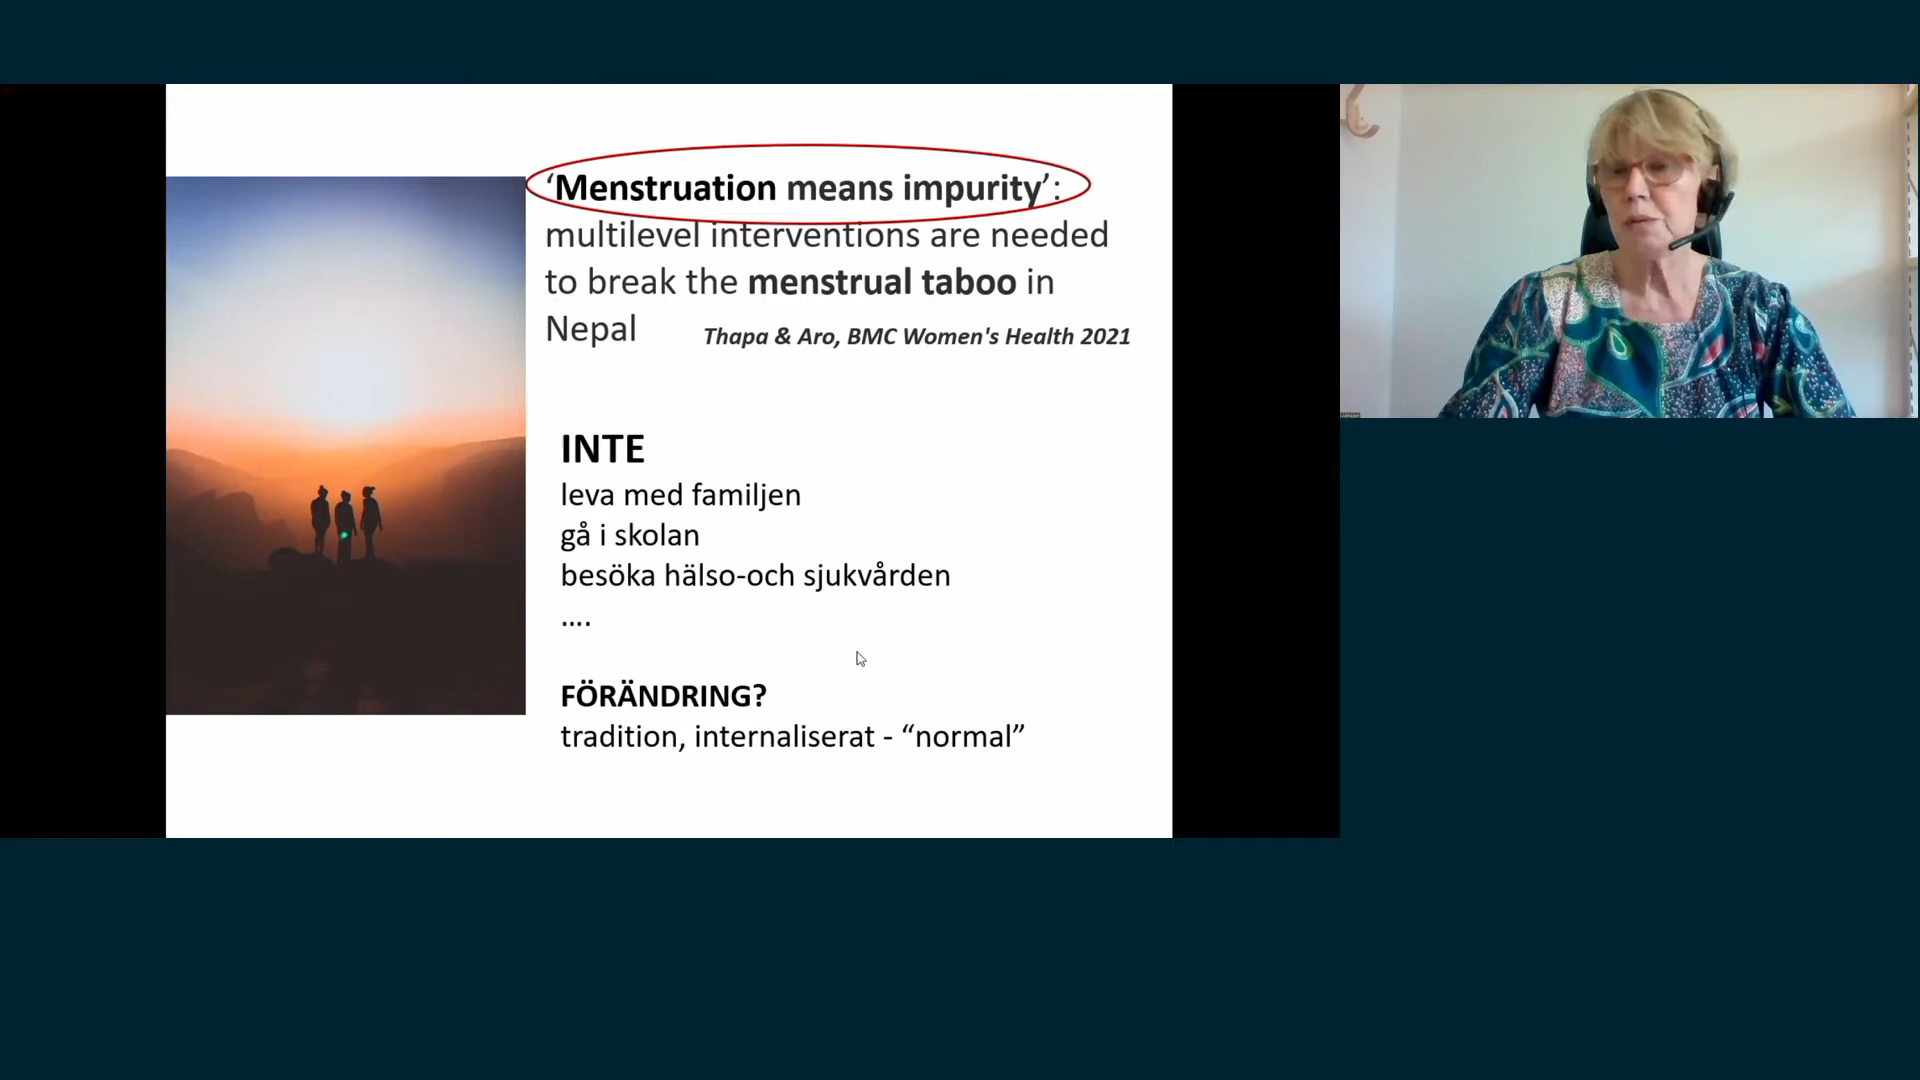 ‘Menstruation means impurity’:
multilevel interventions are needed
to break the menstrual taboo in
Nepal
Thapa & Aro, BMC Women's Health 2021
INTE
leva med familjen
gå i skolan
besöka hälso-och sjukvården
....
FÖRÄNDRING?
tradition, internaliserat - “normal”